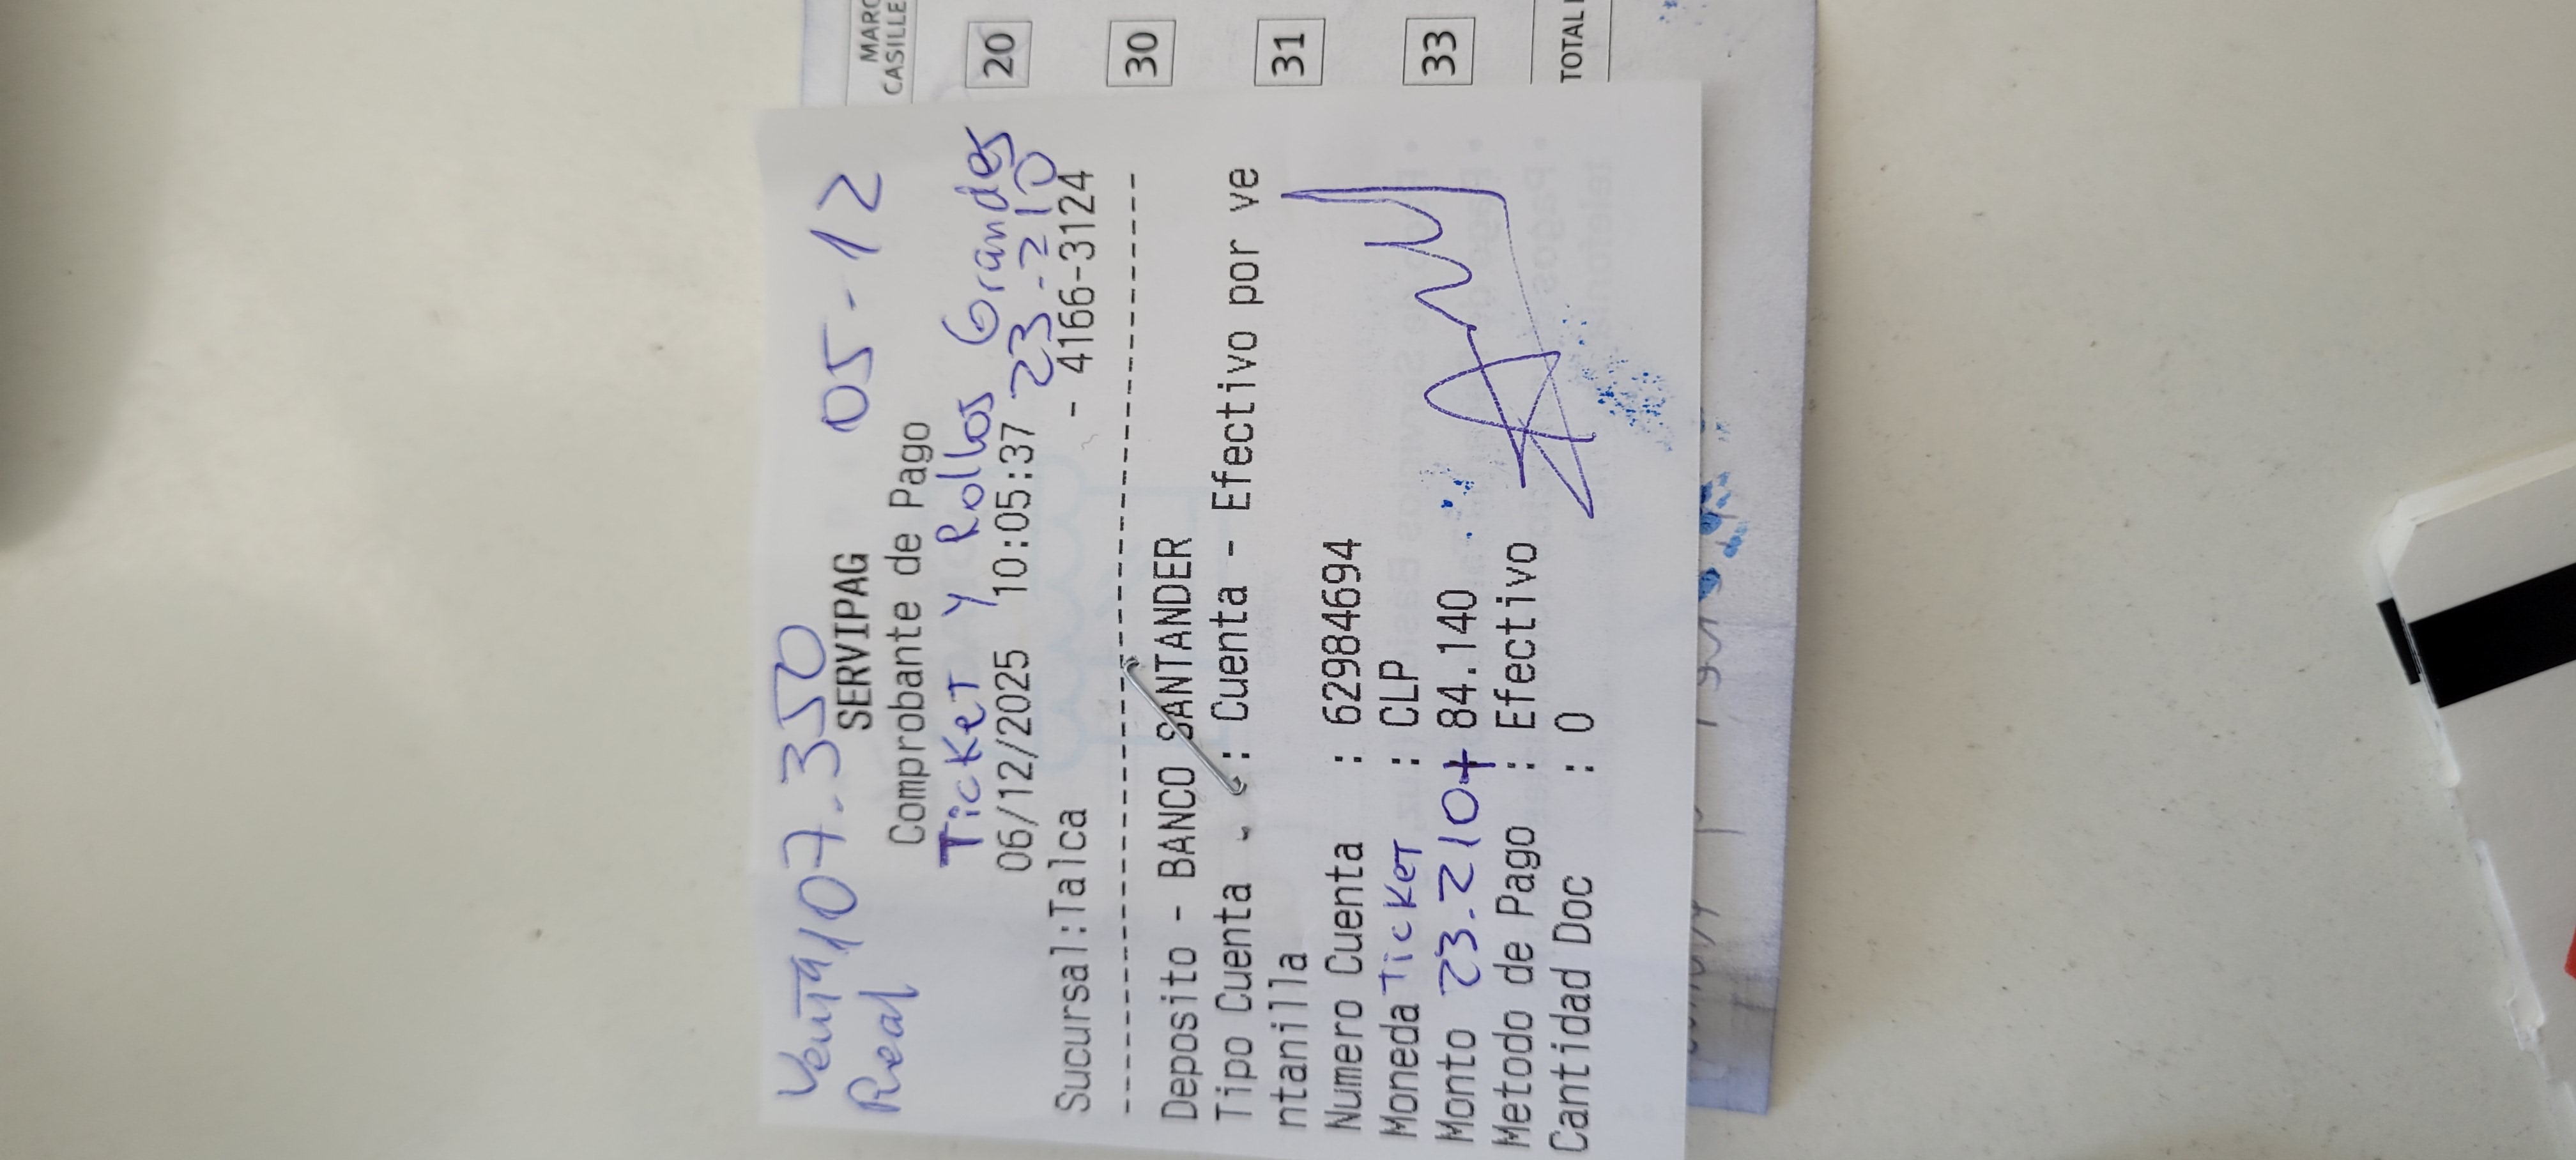 MARC
CASILLE
20
30
31
33
TOTAL
Venta 107.350 05-12
Real
SERVIPAG
Comprobante de Pago
Ticket y Rollos Grandes
23.210
06/12/2025 10:05:37
Sucursal:Talca - 4166-3124
--------------------------------
Deposito - BANCO SANTANDER
Tipo Cuenta : Cuenta - Efectivo por ve
ntanilla
Numero Cuenta : 62984694
Moneda : CLP
Ticket
Monto 23.210+ 84.140
Metodo de Pago : Efectivo
Cantidad Doc : 0